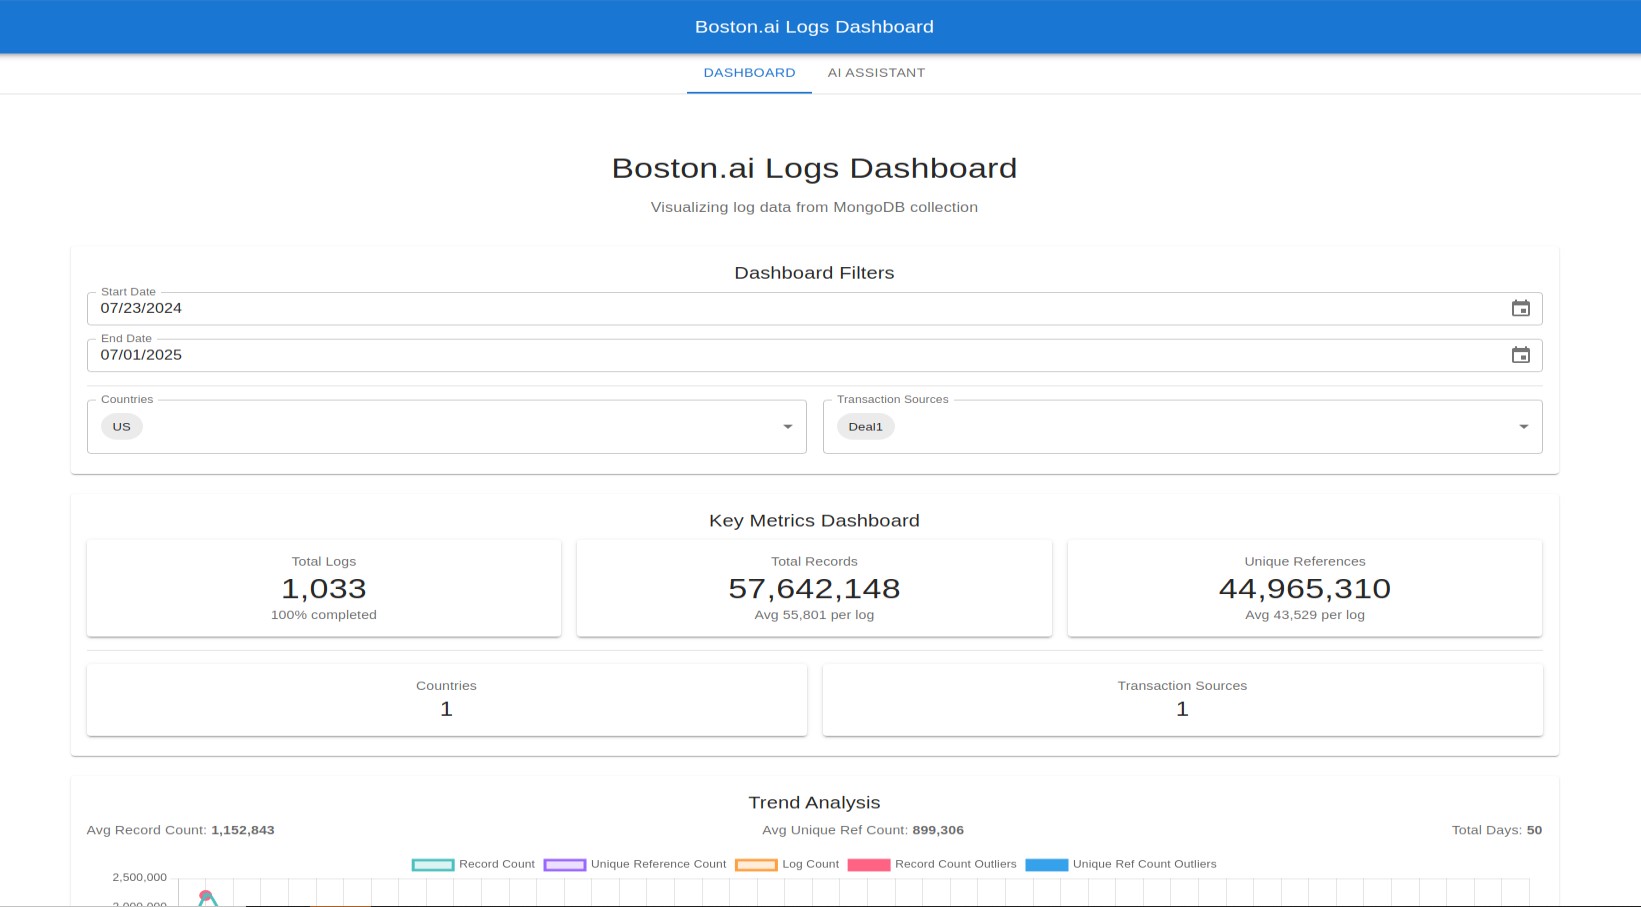 Boston.ai Logs Dashboard
DASHBOARD AI ASSISTANT
Boston.ai Logs Dashboard
Visualizing log data from MongoDB collection
Dashboard Filters
Start Date
07/23/2024
End Date
07/01/2025
Countries Transaction Sources
US Deal1
Key Metrics Dashboard
Total Logs Total Records Unique References
1,033 57,642,148 44,965,310
100% completed Avg 55,801 per log Avg 43,529 per log
Countries Transaction Sources
1 1
Trend Analysis
Avg Record Count: 1,152,843 Avg Unique Ref Count: 899,306 Total Days: 50
Record Count Unique Reference Count Log Count Record Count Outliers Unique Ref Count Outliers
2,500,000